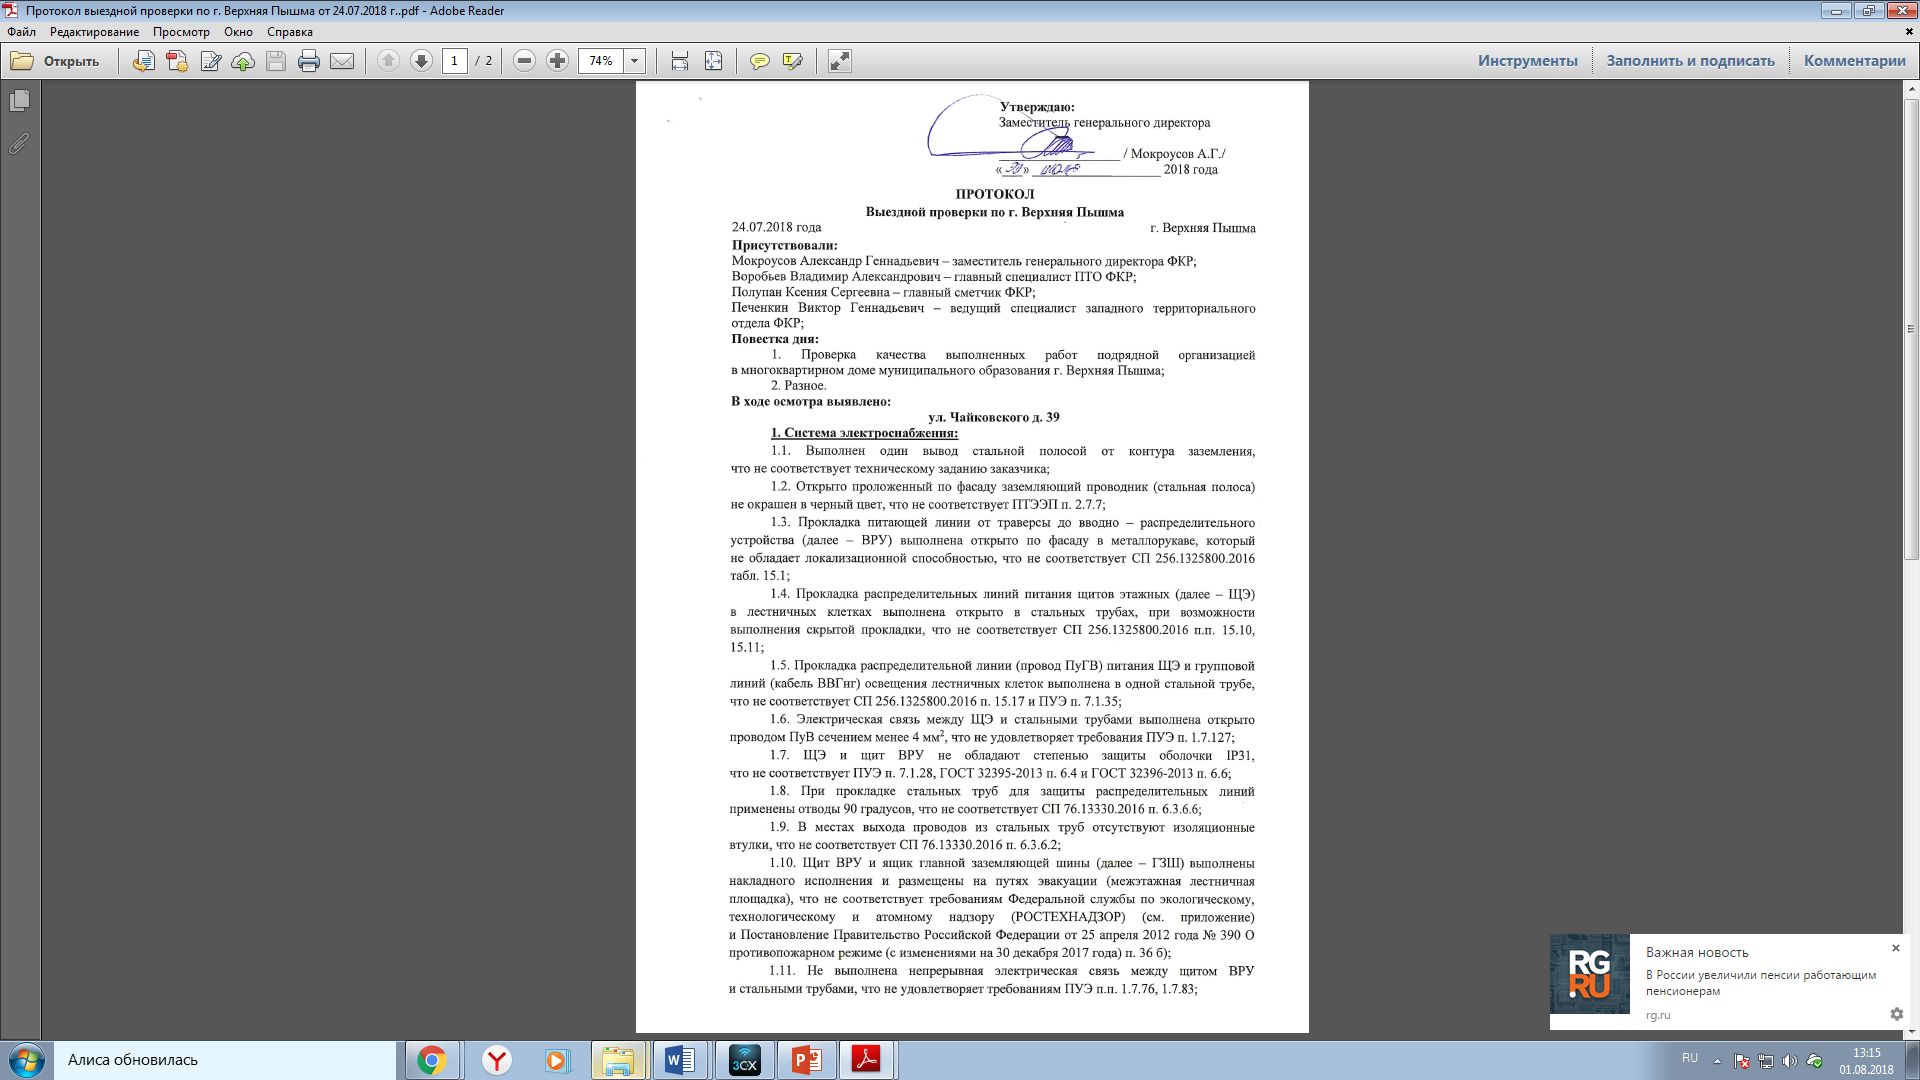 Протокол выездной проверки по г. Верхняя Пышма от 24.07.2018 г..pdf - Adobe Reader
Файл Редактирование Просмотр Окно Справка
Открыть 1 / 2 74% Инструменты Заполнить и подписать Комментарии
Утверждаю:
Заместитель генерального директора
/ Мокроусов А.Г./
«30» июля 2018 года
ПРОТОКОЛ
Выездной проверки по г. Верхняя Пышма
24.07.2018 года г. Верхняя Пышма
Присутствовали:
Мокроусов Александр Геннадьевич – заместитель генерального директора ФКР;
Воробьев Владимир Александрович – главный специалист ПТО ФКР;
Полупан Ксения Сергеевна – главный сметчик ФКР;
Печенкин Виктор Геннадьевич – ведущий специалист западного территориального
отдела ФКР;
Повестка дня:
1. Проверка качества выполненных работ подрядной организацией
в многоквартирном доме муниципального образования г. Верхняя Пышма;
2. Разное.
В ходе осмотра выявлено:
ул. Чайковского д. 39
1. Система электроснабжения:
1.1. Выполнен один вывод стальной полосой от контура заземления,
что не соответствует техническому заданию заказчика;
1.2. Открыто проложенный по фасаду заземляющий проводник (стальная полоса)
не окрашен в черный цвет, что не соответствует ПТЭЭП п. 2.7.7;
1.3. Прокладка питающей линии от траверсы до вводно – распределительного
устройства (далее – ВРУ) выполнена открыто по фасаду в металлорукаве, который
не обладает локализационной способностью, что не соответствует СП 256.1325800.2016
табл. 15.1;
1.4. Прокладка распределительных линий питания щитов этажных (далее – ЩЭ)
в лестничных клетках выполнена открыто в стальных трубах, при возможности
выполнения скрытой прокладки, что не соответствует СП 256.1325800.2016 п.п. 15.10,
15.11;
1.5. Прокладка распределительной линии (провод ПуГВ) питания ЩЭ и групповой
линий (кабель ВВГнг) освещения лестничных клеток выполнена в одной стальной трубе,
что не соответствует СП 256.1325800.2016 п. 15.17 и ПУЭ п. 7.1.35;
1.6. Электрическая связь между ЩЭ и стальными трубами выполнена открыто
проводом ПуВ сечением менее 4 мм², что не удовлетворяет требования ПУЭ п. 1.7.127;
1.7. ЩЭ и щит ВРУ не обладают степенью защиты оболочки IP31,
что не соответствует ПУЭ п. 7.1.28, ГОСТ 32395-2013 п. 6.4 и ГОСТ 32396-2013 п. 6.6;
1.8. При прокладке стальных труб для защиты распределительных линий
применены отводы 90 градусов, что не соответствует СП 76.13330.2016 п. 6.3.6.6;
1.9. В местах выхода проводов из стальных труб отсутствуют изоляционные
втулки, что не соответствует СП 76.13330.2016 п. 6.3.6.2;
1.10. Щит ВРУ и ящик главной заземляющей шины (далее – ГЗШ) выполнены
накладного исполнения и размещены на путях эвакуации (межэтажная лестничная
площадка), что не соответствует требованиям Федеральной службы по экологическому,
технологическому и атомному надзору (РОСТЕХНАДЗОР) (см. приложение)
и Постановление Правительство Российской Федерации от 25 апреля 2012 года № 390 О
противопожарном режиме (с изменениями на 30 декабря 2017 года) п. 36 б);
1.11. Не выполнена непрерывная электрическая связь между щитом ВРУ
и стальными трубами, что не удовлетворяет требованиям ПУЭ п.п. 1.7.76, 1.7.83;
RG
.RU
Важная новость
В России увеличили пенсии работающим
пенсионерам
rg.ru
Алиса обновилась
3CX
RU
13:15
01.08.2018